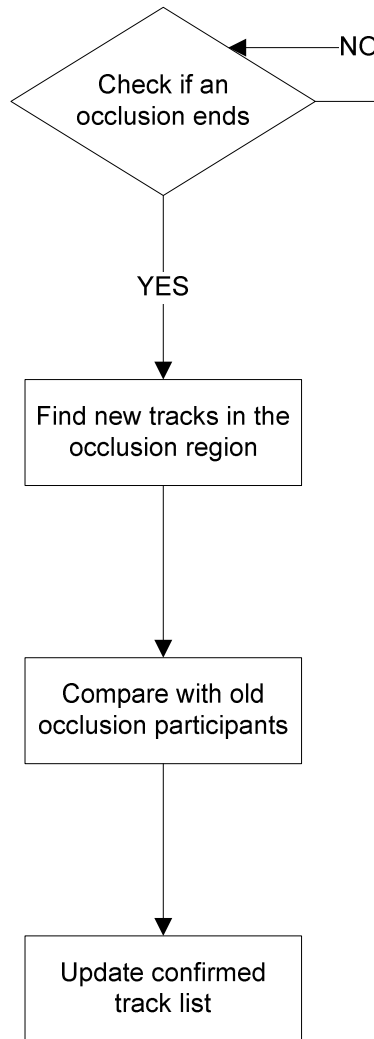 Check if an
occlusion ends
NO
YES
Find new tracks in the
occlusion region
Compare with old
occlusion participants
Update confirmed
track list